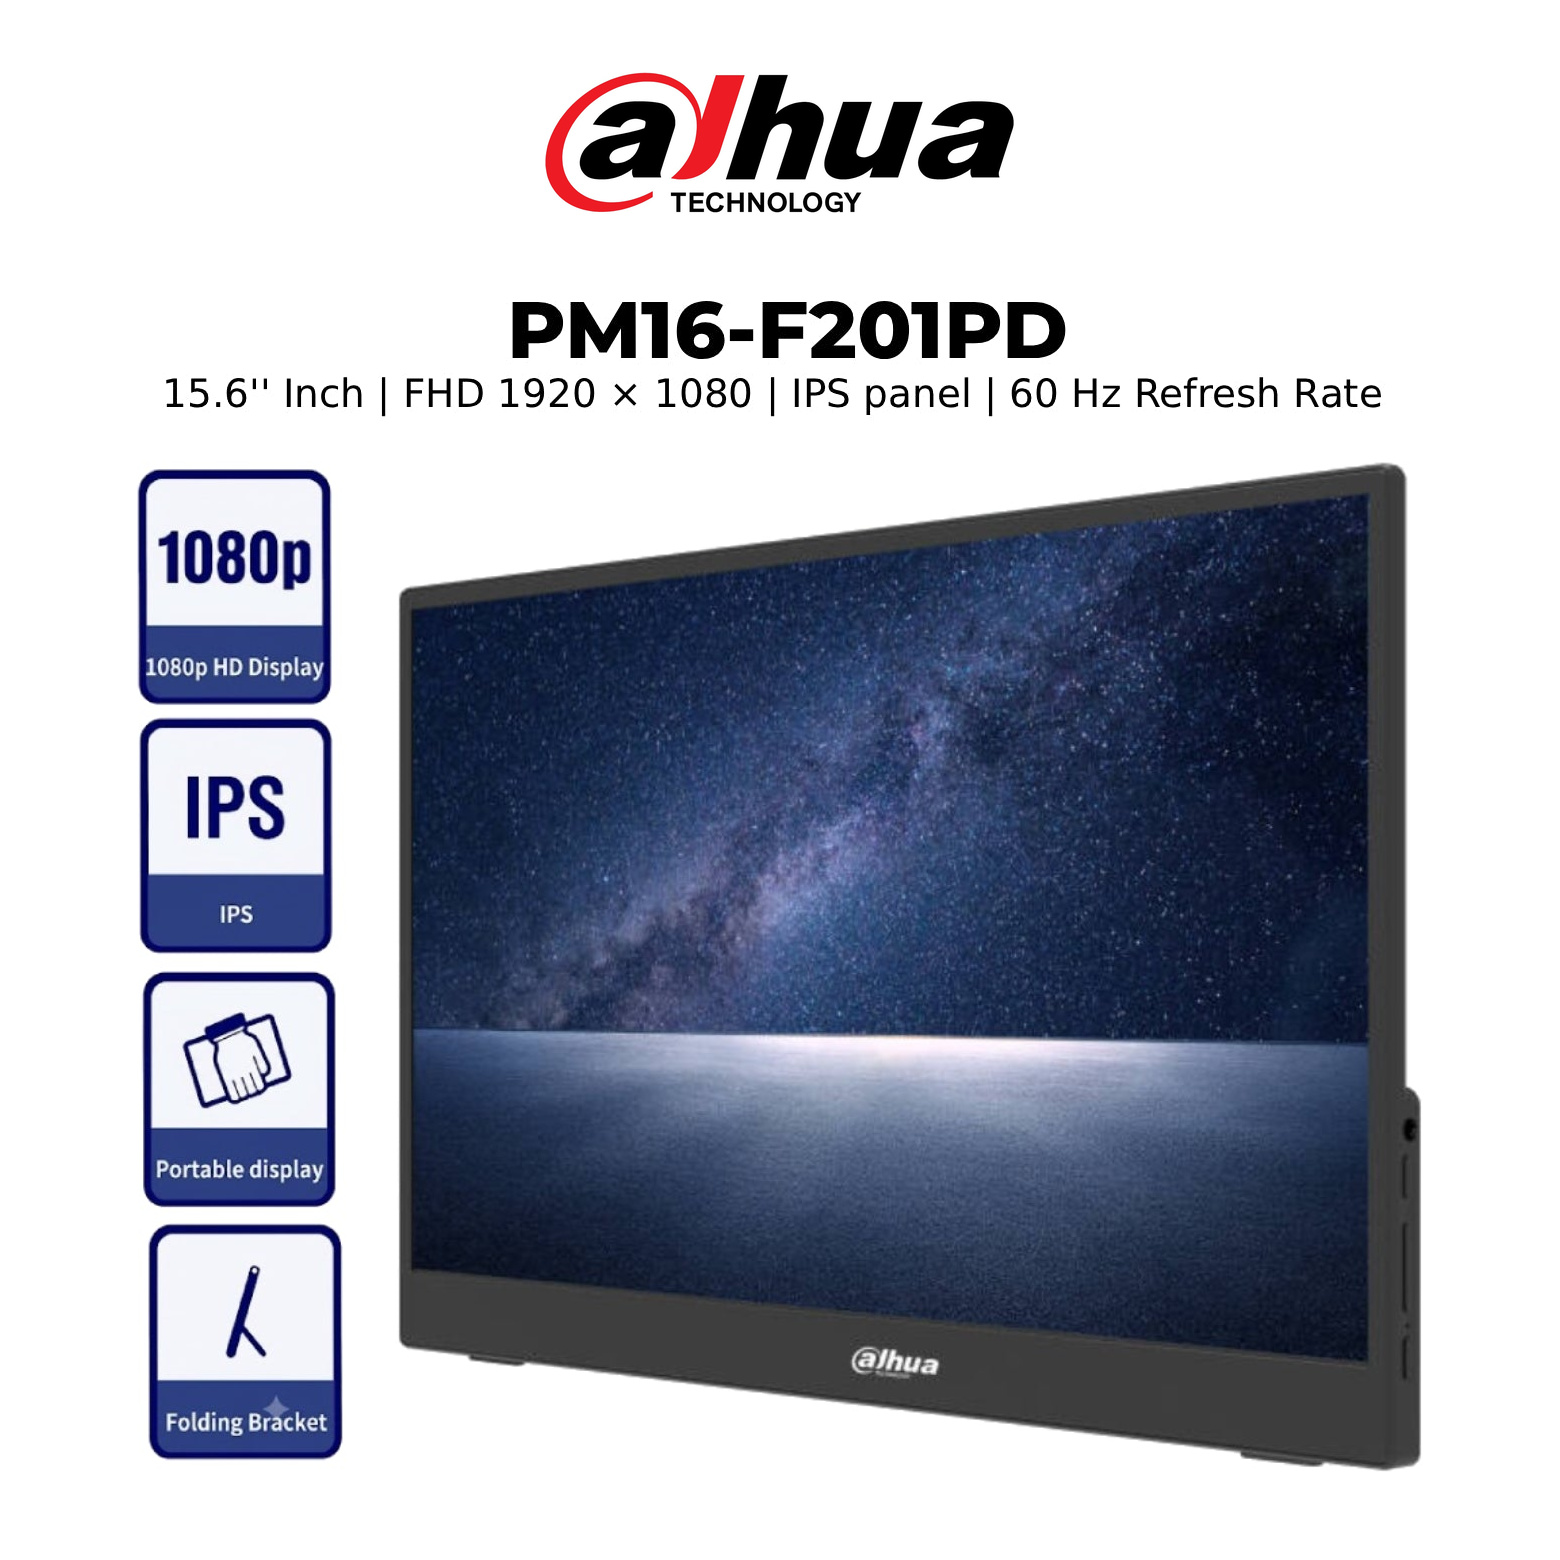 alhua
TECHNOLOGY
PM16-F201PD
15.6'' Inch | FHD 1920 × 1080 | IPS panel | 60 Hz Refresh Rate
1080p
1080p HD Display
IPS
IPS
Portable display
Folding Bracket
alhua